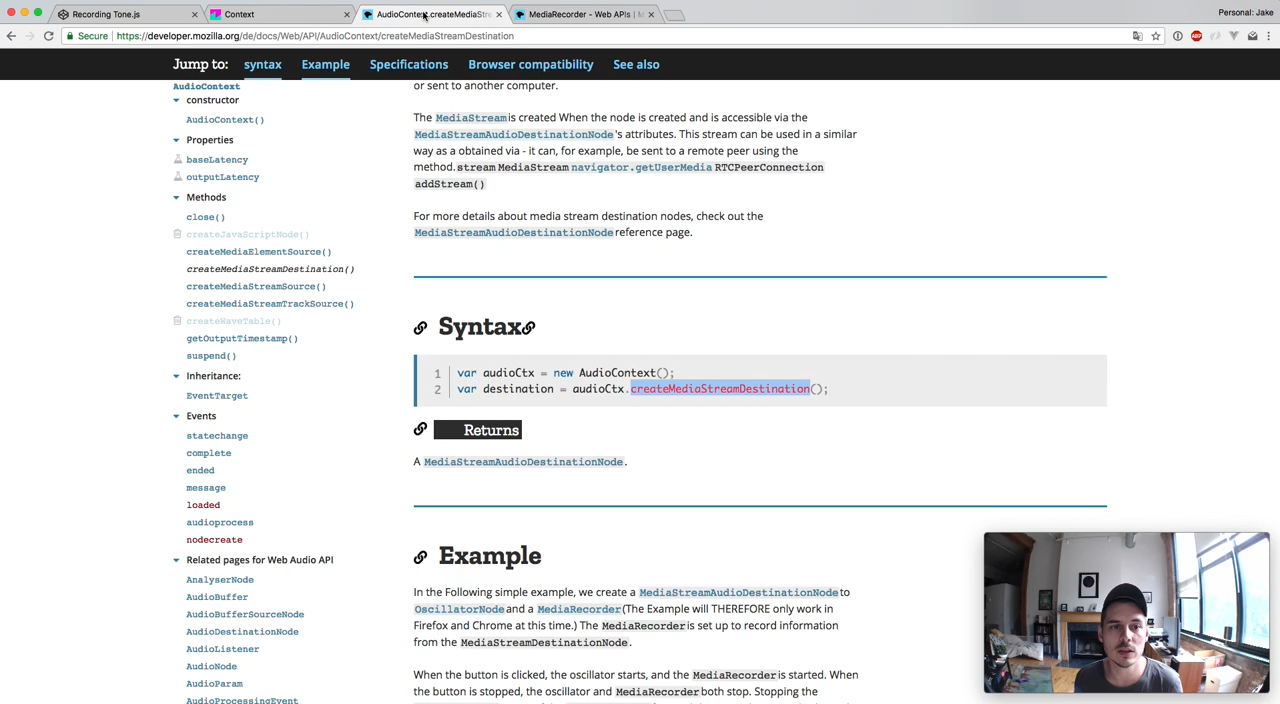 Recording Tone.js
Context
AudioContext.createMediaStre
MediaRecorder - Web APIs | M
Personal: Jake
Secure
https://developer.mozilla.org/de/docs/Web/API/AudioContext/createMediaStreamDestination
Jump to:
syntax
Example
Specifications
Browser compatibility
See also
AudioContext
constructor
AudioContext()
Properties
baseLatency
outputLatency
Methods
close()
createJavaScriptNode()
createMediaElementSource()
createMediaStreamDestination()
createMediaStreamSource()
createMediaStreamTrackSource()
createWaveTable()
getOutputTimestamp()
suspend()
Inheritance:
EventTarget
Events
statechange
complete
ended
message
loaded
audioprocess
nodecreate
Related pages for Web Audio API
AnalyserNode
AudioBuffer
AudioBufferSourceNode
AudioDestinationNode
AudioListener
AudioNode
AudioParam
AudioProcessingEvent
or sent to another computer.
The MediaStream is created When the node is created and is accessible via the
MediaStreamAudioDestinationNode's attributes. This stream can be used in a similar
way as a obtained via - it can, for example, be sent to a remote peer using the
method.stream MediaStream navigator.getUserMedia RTCPeerConnection
addStream()
For more details about media stream destination nodes, check out the
MediaStreamAudioDestinationNode reference page.
Syntax
1 var audioCtx = new AudioContext();
2 var destination = audioCtx.createMediaStreamDestination();
Returns
A MediaStreamAudioDestinationNode.
Example
In the Following simple example, we create a MediaStreamAudioDestinationNode to
OscillatorNode and a MediaRecorder (The Example will THEREFORE only work in
Firefox and Chrome at this time.) The MediaRecorder is set up to record information
from the MediaStreamDestinationNode.
When the button is clicked, the oscillator starts, and the MediaRecorder is started. When
the button is stopped, the oscillator and MediaRecorder both stop. Stopping the